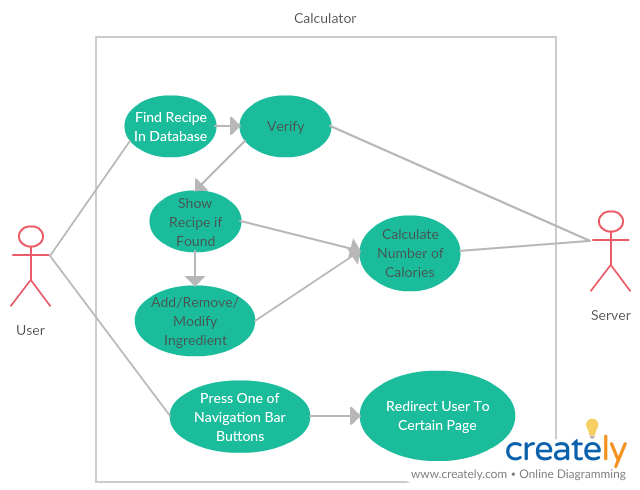 Calculator
Find Recipe
In Database
Verify
Show
Recipe if
Found
Calculate
Number of
Calories
User
Server
Add/Remove/
Modify
Ingredient
Press One of
Navigation Bar
Buttons
Redirect User To
Certain Page
creately
www.creately.com • Online Diagramming